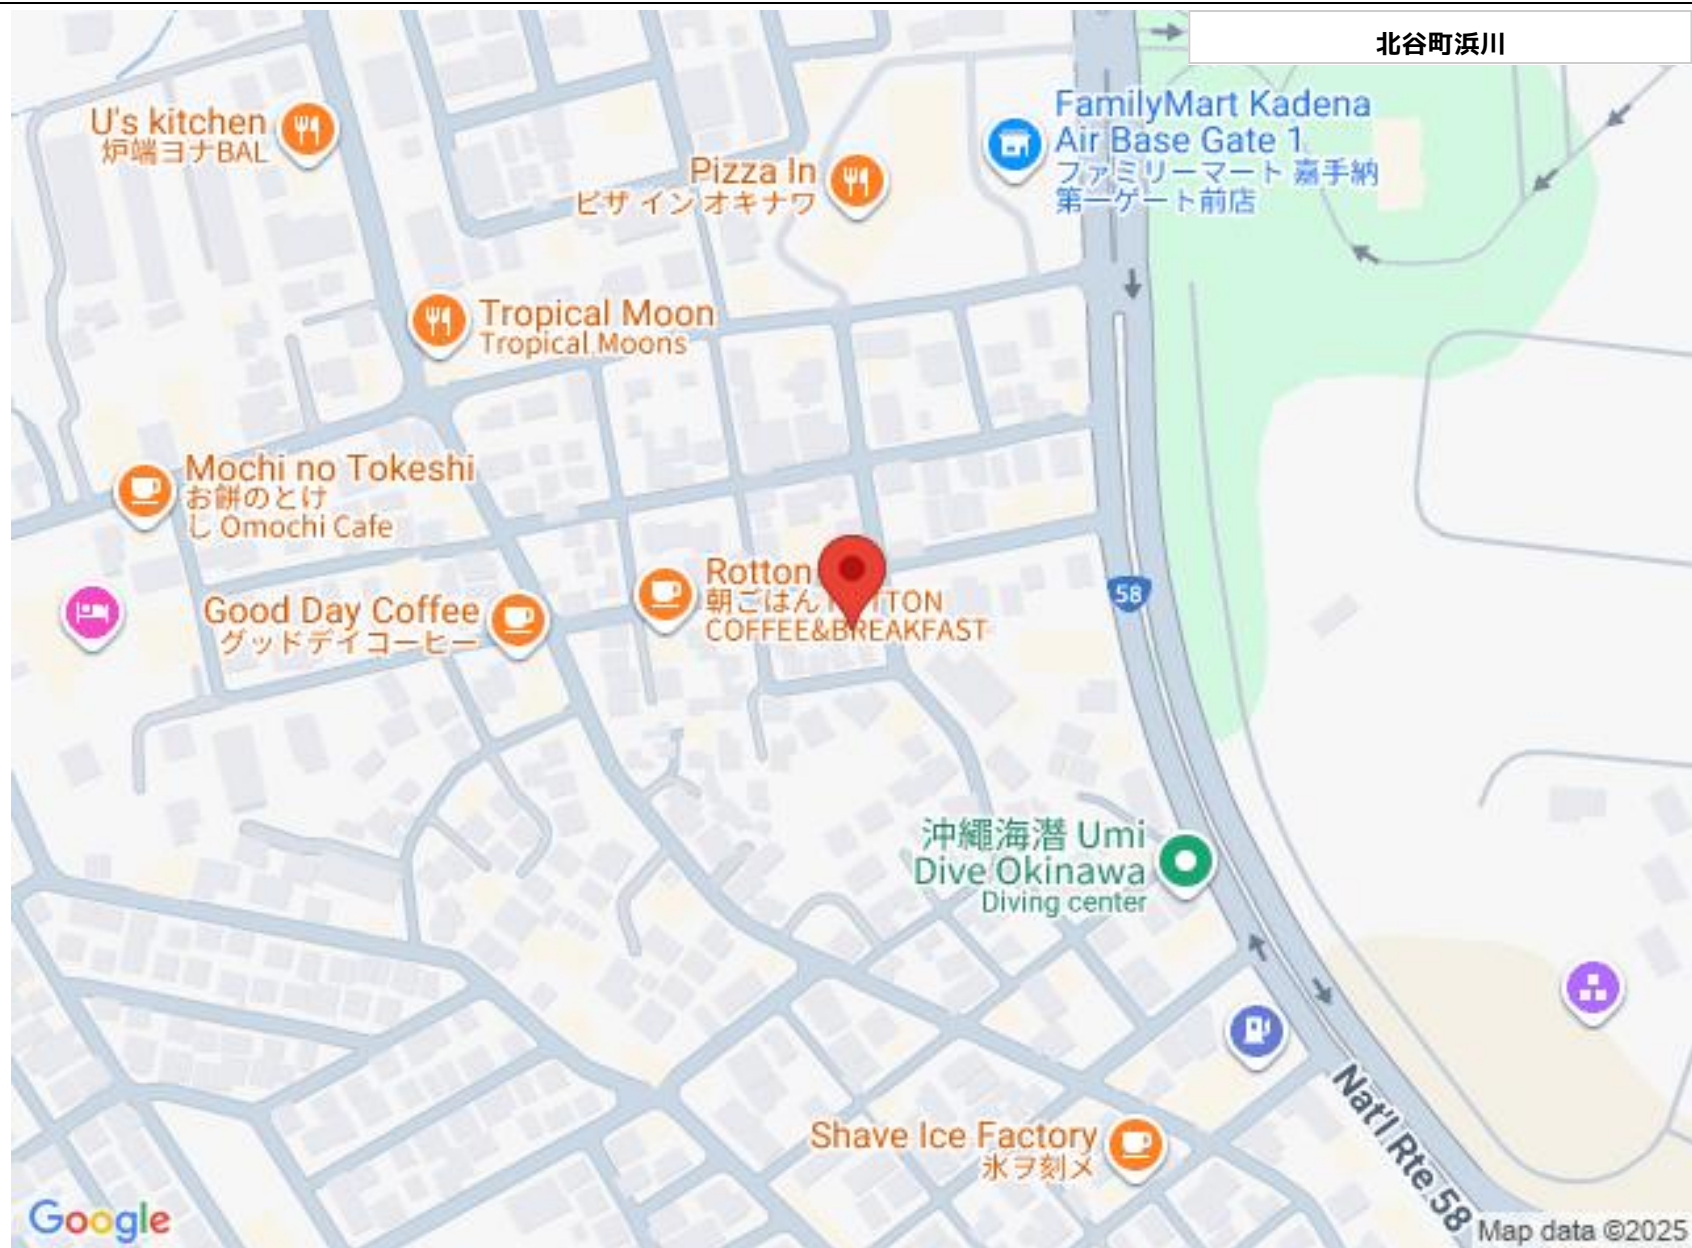 北谷町浜川
U's kitchen
炉端ヨナBAL
Pizza In
ピザ イン オキナワ
FamilyMart Kadena
Air Base Gate 1
ファミリーマート 嘉手納
第一ゲート前店
Tropical Moon
Tropical Moons
Mochi no Tokeshi
お餅のとけ
し Omochi Cafe
Rotton
朝ごはん
COFFEE&BREAKFAST
58
Good Day Coffee
グッドデイコーヒー
沖繩海潛 Umi
Dive Okinawa
Diving center
Nat'l Rte 58
Shave Ice Factory
氷ヲ刻メ
Google
Map data ©2025